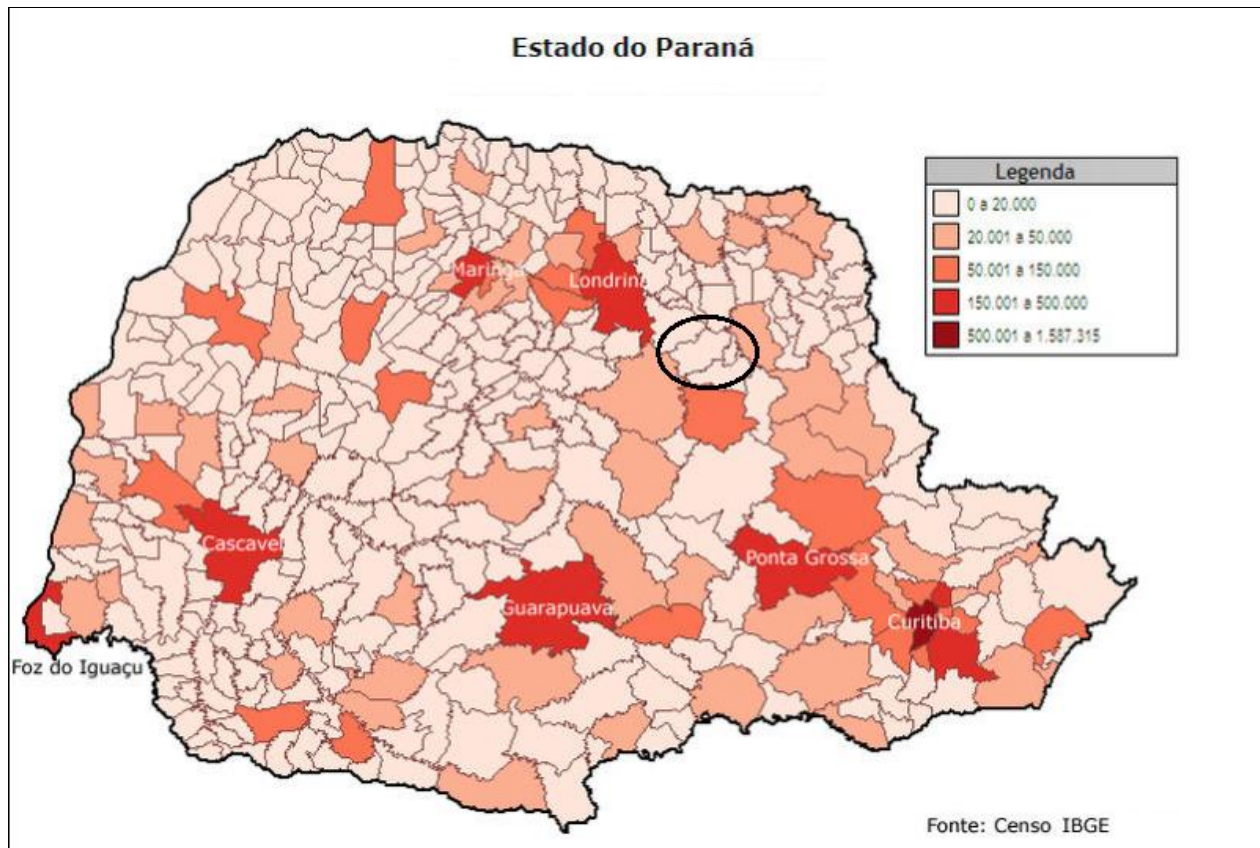 Estado do Paraná
Legenda
0 a 20.000
20.001 a 50.000
50.001 a 150.000
150.001 a 500.000
500.001 a 1.587.315
Maringá
Londrina
Cascavel
Ponta Grossa
Guarapuava
Curitiba
Foz do Iguaçu
Fonte: Censo IBGE